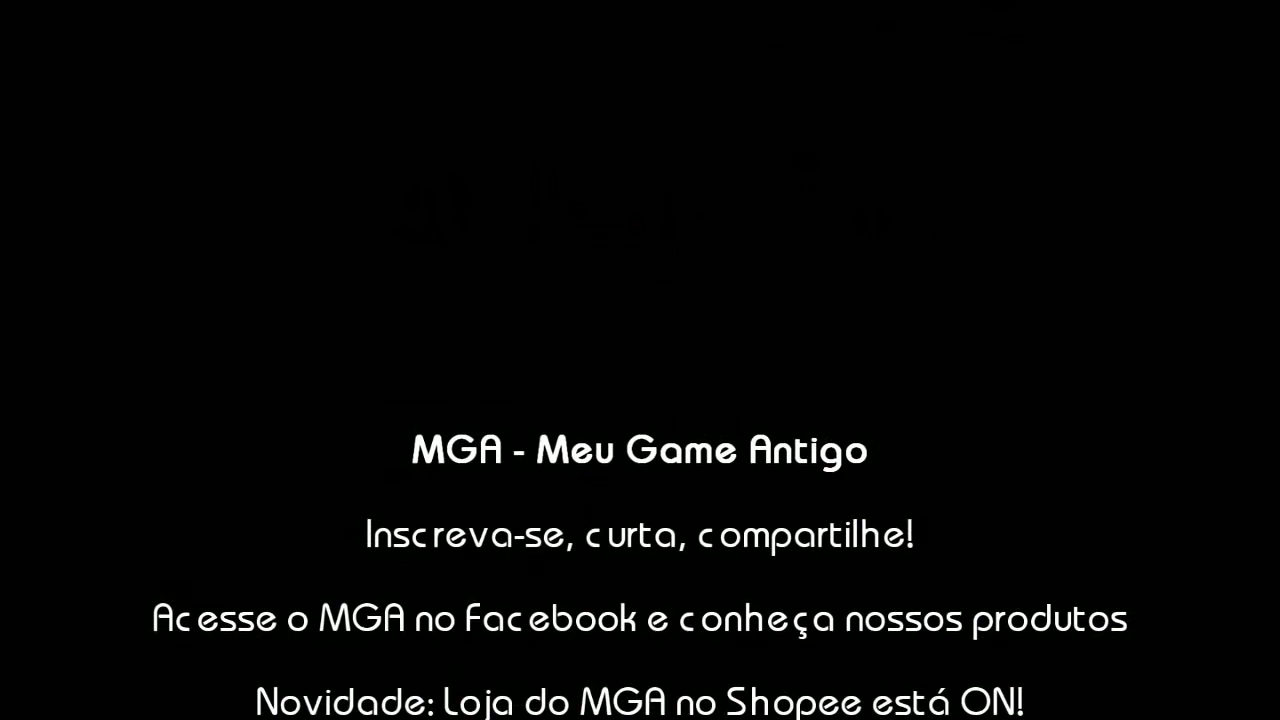 MGA - Meu Game Antigo
Inscreva-se, curta, compartilhe!
Acesse o MGA no Facebook e conheça nossos produtos
Novidade: Loja do MGA no Shopee está ON!